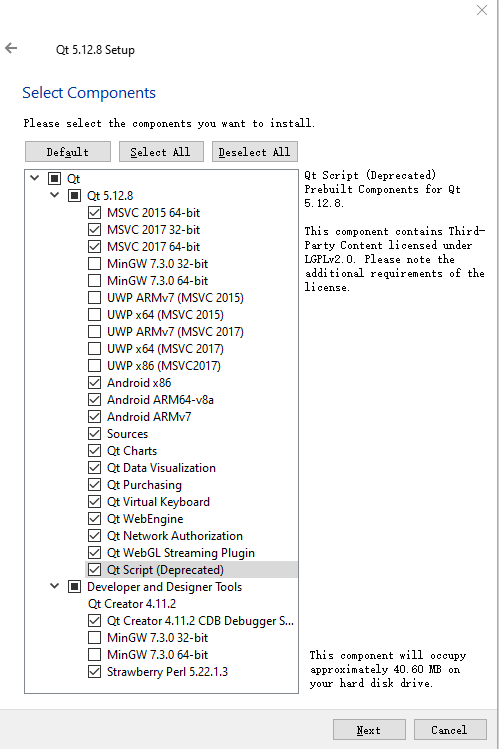 Qt 5.12.8 Setup
Select Components
Please select the components you want to install.
Default
Select All
Deselect All
Qt
Qt 5.12.8
MSVC 2015 64-bit
MSVC 2017 32-bit
MSVC 2017 64-bit
MinGW 7.3.0 32-bit
MinGW 7.3.0 64-bit
UWP ARMv7 (MSVC 2015)
UWP x64 (MSVC 2015)
UWP ARMv7 (MSVC 2017)
UWP x64 (MSVC 2017)
UWP x86 (MSVC2017)
Android x86
Android ARM64-v8a
Android ARMv7
Sources
Qt Charts
Qt Data Visualization
Qt Purchasing
Qt Virtual Keyboard
Qt WebEngine
Qt Network Authorization
Qt WebGL Streaming Plugin
Qt Script (Deprecated)
Developer and Designer Tools
Qt Creator 4.11.2
Qt Creator 4.11.2 CDB Debugger S...
MinGW 7.3.0 32-bit
MinGW 7.3.0 64-bit
Strawberry Perl 5.22.1.3
Qt Script (Deprecated)
Prebuilt Components for Qt
5.12.8.
This component contains Third-
Party Content licensed under
LGPLv2.0. Please note the
additional requirements of the
license.
This component will occupy
approximately 40.60 MB on
your hard disk drive.
Next
Cancel